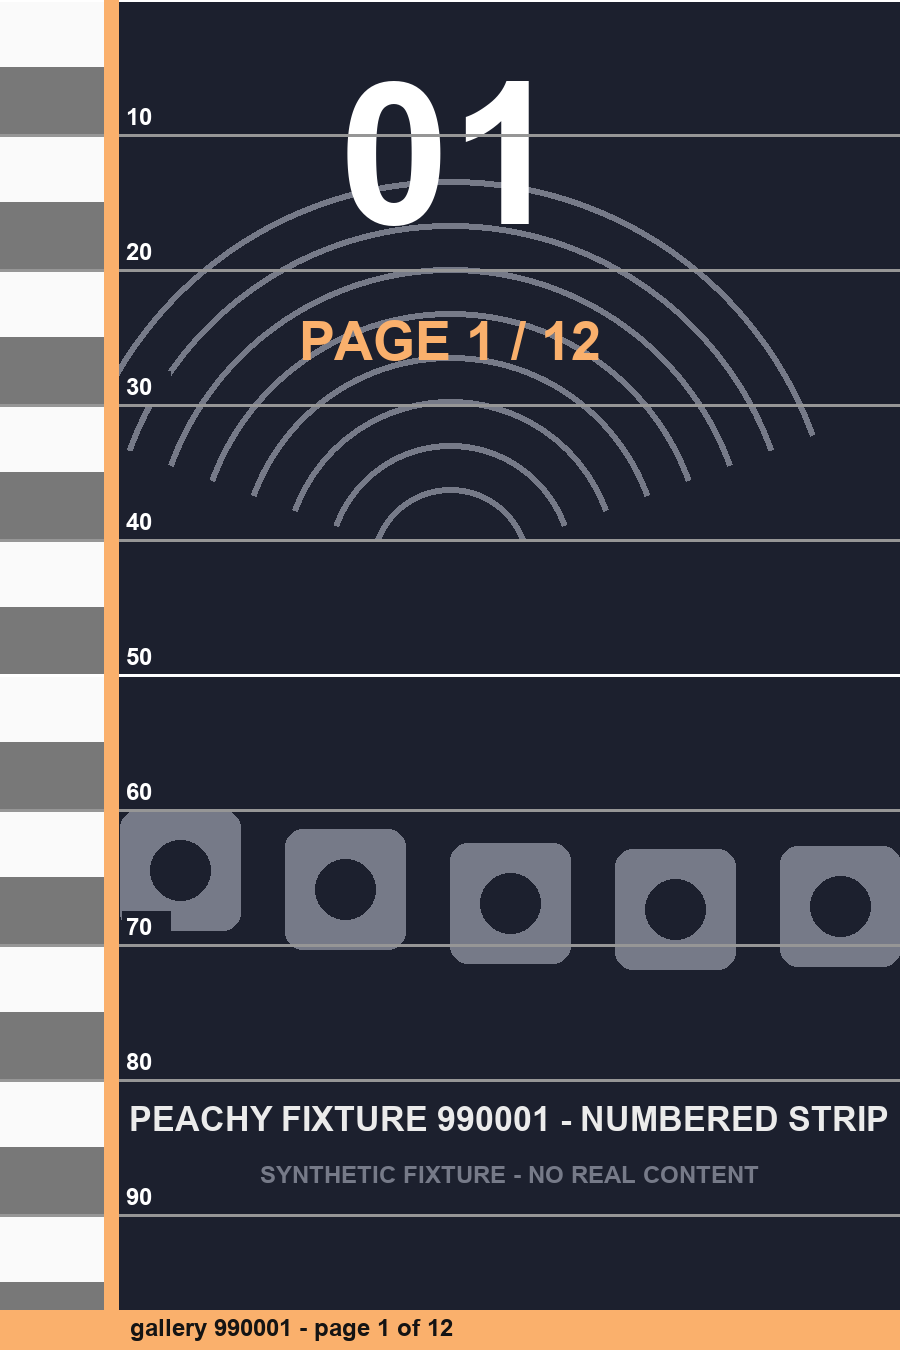 01
10
20
PAGE 1 / 12
30
40
50
60
70
80
PEACHY FIXTURE 990001 - NUMBERED STRIP
SYNTHETIC FIXTURE - NO REAL CONTENT
90
gallery 990001 - page 1 of 12